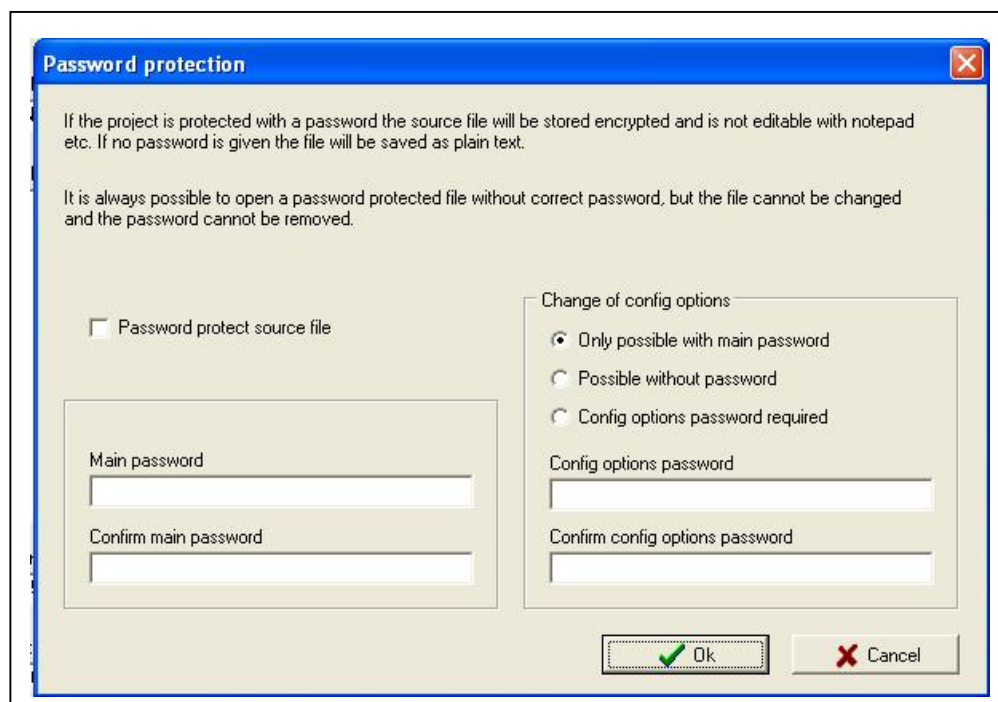 Password protection
If the project is protected with a password the source file will be stored encrypted and is not editable with notepad
etc. If no password is given the file will be saved as plain text.
It is always possible to open a password protected file without correct password, but the file cannot be changed
and the password cannot be removed.
Password protect source file
Change of config options
Only possible with main password
Possible without password
Config options password required
Main password
Confirm main password
Config options password
Confirm config options password
Ok
Cancel